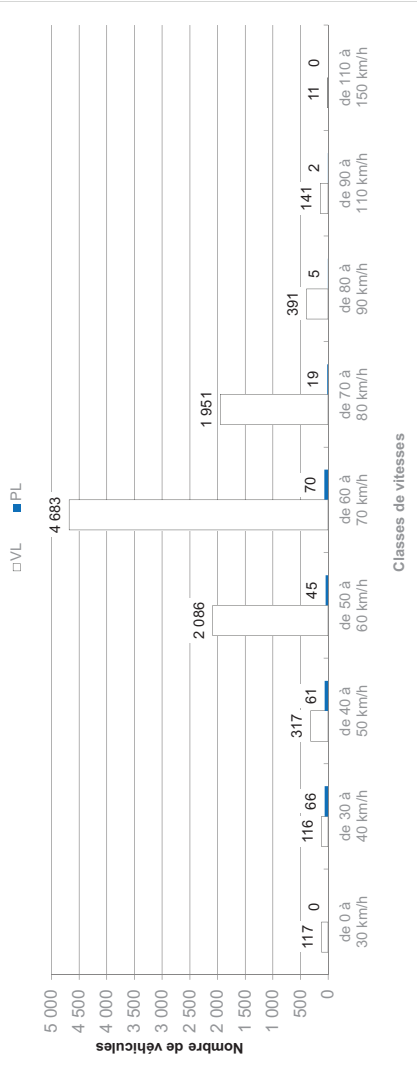 □ VL ■ PL
Nombre de véhicules
5 000
4 500
4 000
3 500
3 000
2 500
2 000
1 500
1 000
500
0
117 0
116 66
317 61
2 086 45
4 683 70
1 951 19
391 5
141 2
11 0
de 0 à
30 km/h
de 30 à
40 km/h
de 40 à
50 km/h
de 50 à
60 km/h
de 60 à
70 km/h
de 70 à
80 km/h
de 80 à
90 km/h
de 90 à
110 km/h
de 110 à
150 km/h
Classes de vitesses